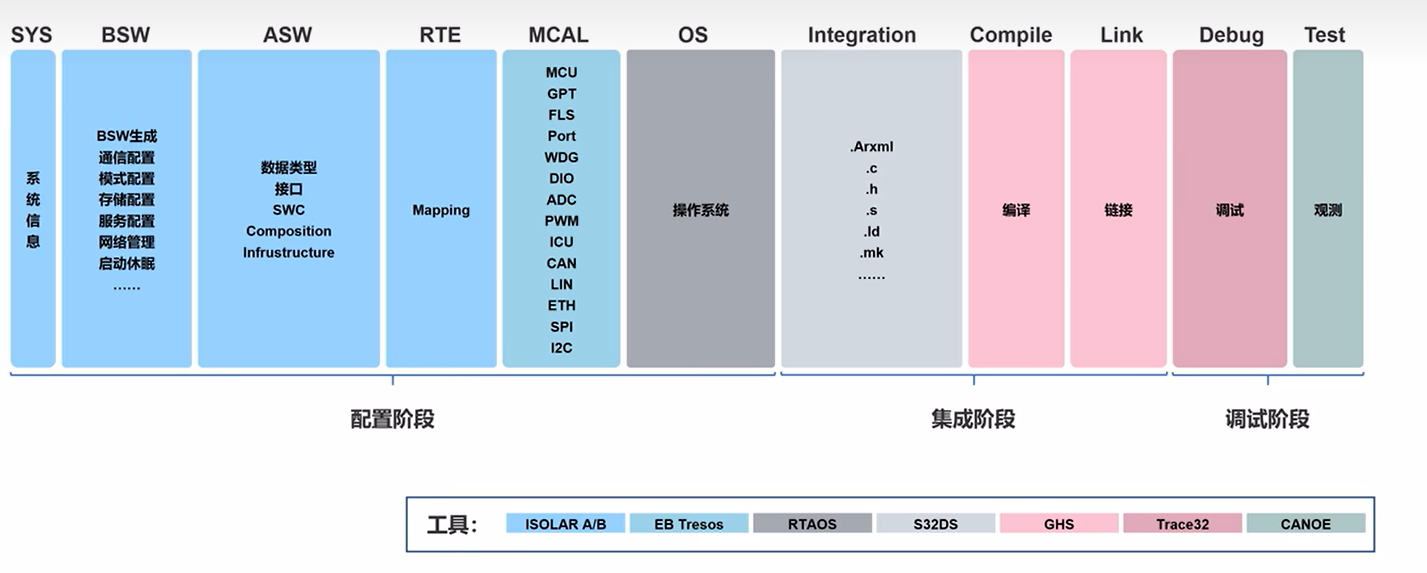 SYS
BSW
ASW
RTE
MCAL
OS
Integration
Compile
Link
Debug
Test
系
统
信
息
BSW生成
通信配置
模式配置
存储配置
服务配置
网络管理
启动休眠
......
数据类型
接口
SWC
Composition
Infrustructure
Mapping
MCU
GPT
FLS
Port
WDG
DIO
ADC
PWM
ICU
CAN
LIN
ETH
SPI
I2C
操作系统
.Arxml
.c
.h
.s
.ld
.mk
......
编译
链接
调试
观测
配置阶段
集成阶段
调试阶段
工具：
ISOLAR A/B
EB Tresos
RTAOS
S32DS
GHS
Trace32
CANOE